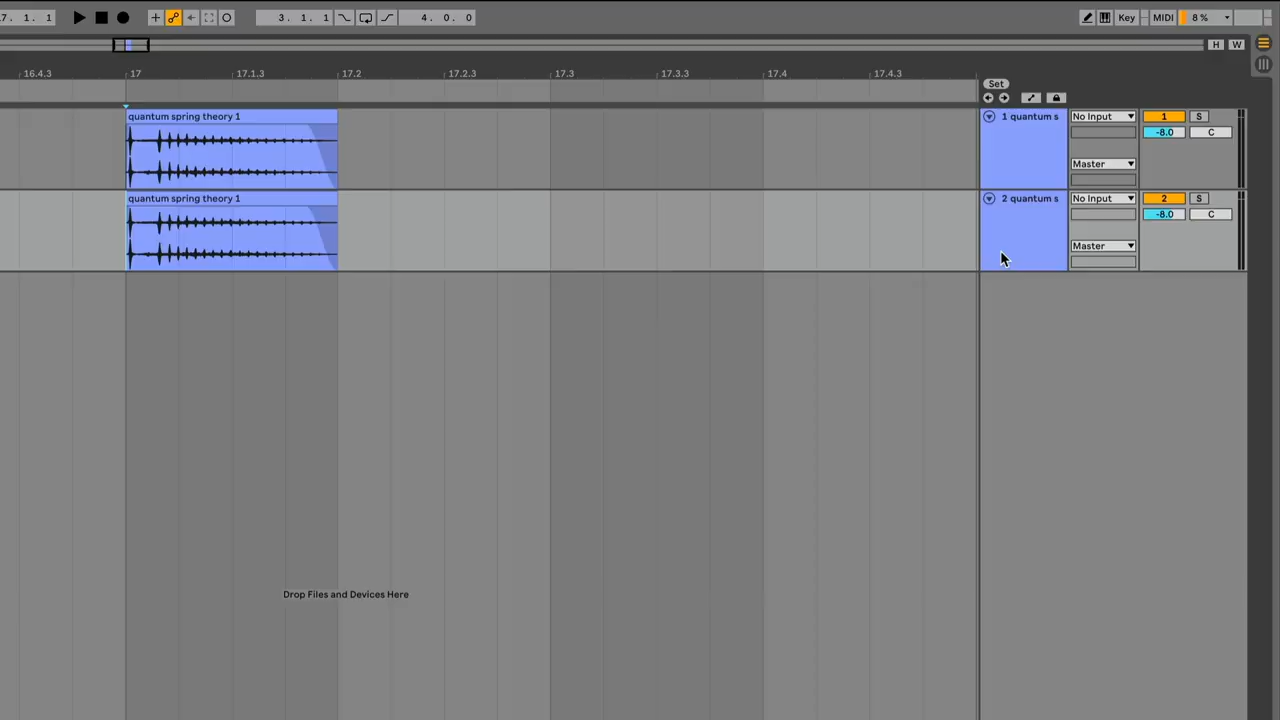 7. 1. 1 3. 1. 1 4. 0. 0 Key MIDI 8 %
H W
16.4.3 17 17.1.3 17.2 17.2.3 17.3 17.3.3 17.4 17.4.3
Set
quantum spring theory 1 1 quantum s No Input 1 S
-8.0 C
Master
quantum spring theory 1 2 quantum s No Input 2 S
-8.0 C
Master
Drop Files and Devices Here